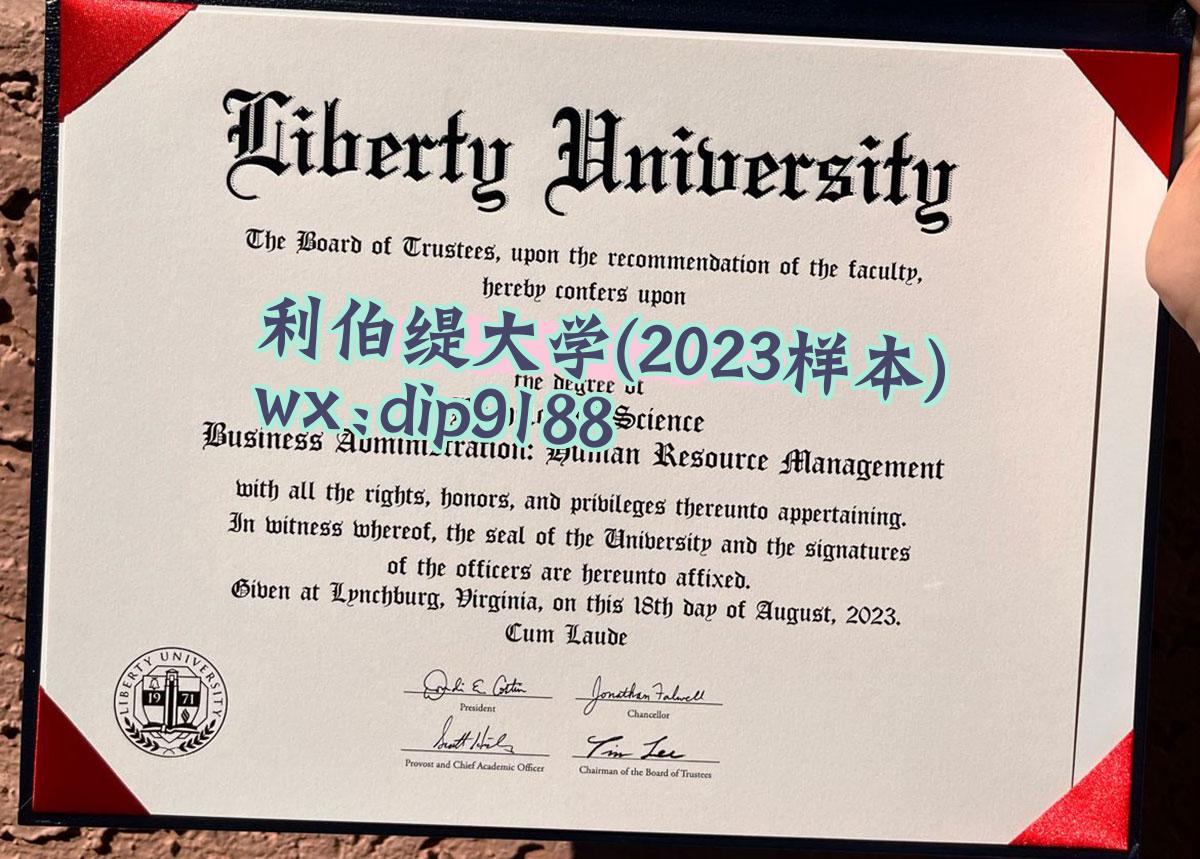 Liberty University
The Board of Trustees, upon the recommendation of the faculty,
hereby confers upon
利伯缇大学(2023样本)
the degree of
wx:dip9188
Science
Business Administration: Human Resource Management
with all the rights, honors, and privileges thereunto appertaining.
In witness whereof, the seal of the University and the signatures
of the officers are hereunto affixed.
Given at Lynchburg, Virginia, on this 18th day of August, 2023.
Cum Laude
LIBERTY UNIVERSITY
19 71
Jonathan Falwell
President
Chancellor
Tim Lee
Provost and Chief Academic Officer
Chairman of the Board of Trustees